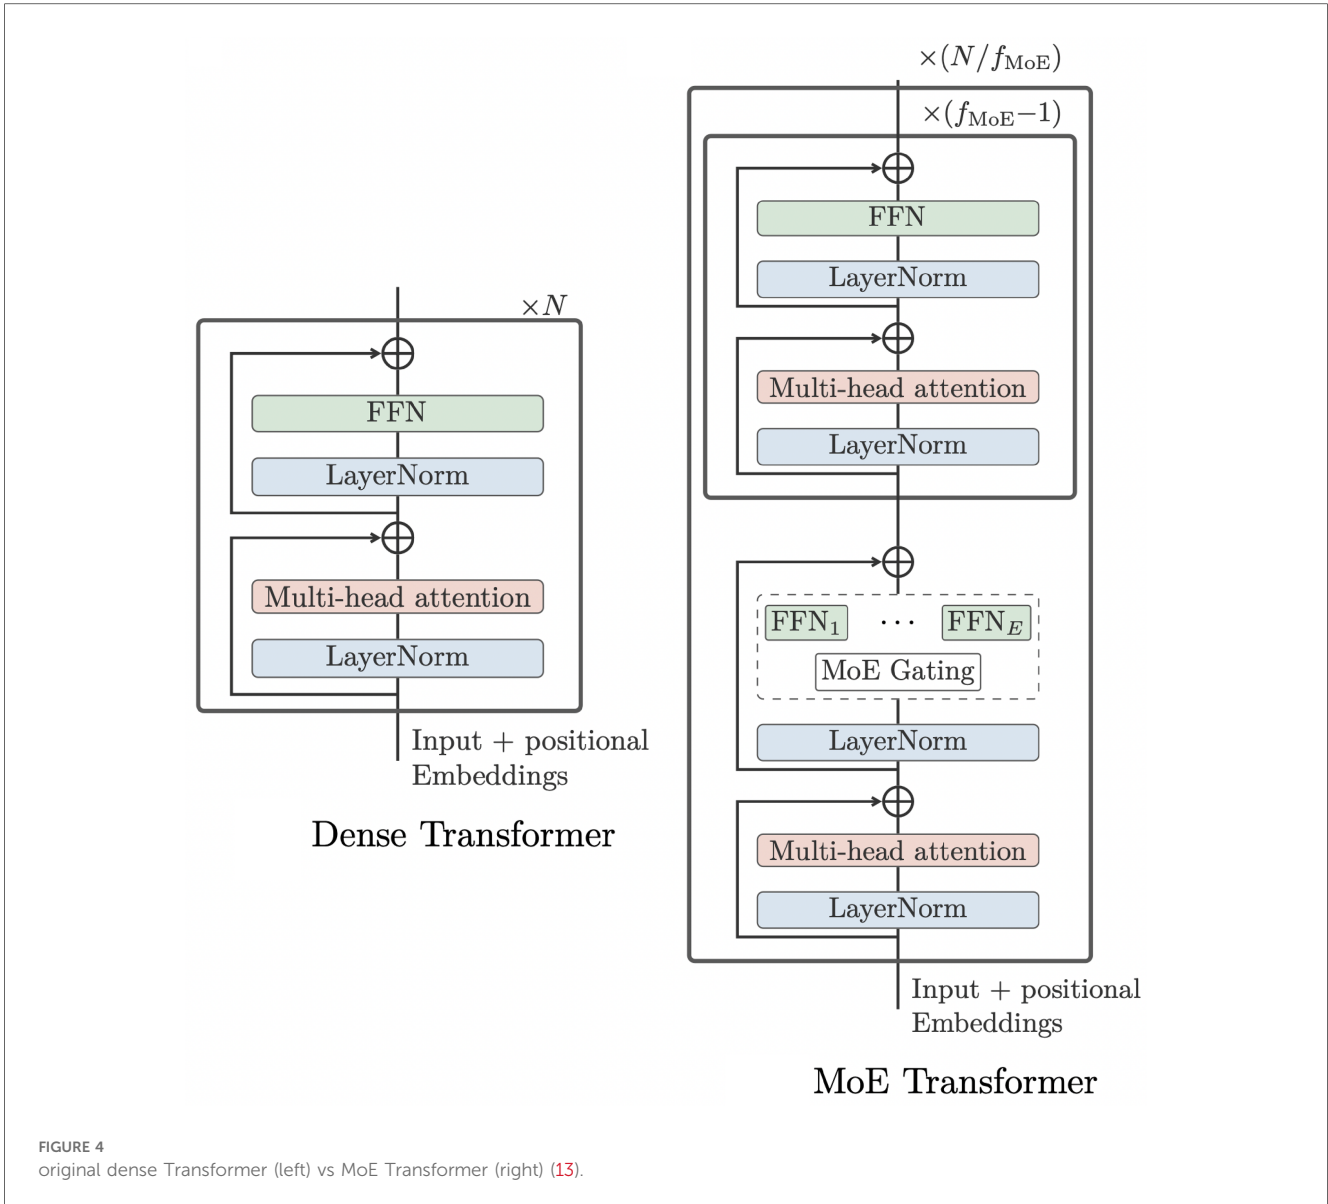 ×N
FFN
LayerNorm
Multi-head attention
LayerNorm
Input + positional
Embeddings
Dense Transformer
×(N/f_MoE)
×(f_MoE−1)
FFN
LayerNorm
Multi-head attention
LayerNorm
FFN₁ ··· FFN_E
MoE Gating
LayerNorm
Multi-head attention
LayerNorm
Input + positional
Embeddings
MoE Transformer
FIGURE 4
original dense Transformer (left) vs MoE Transformer (right) (13).